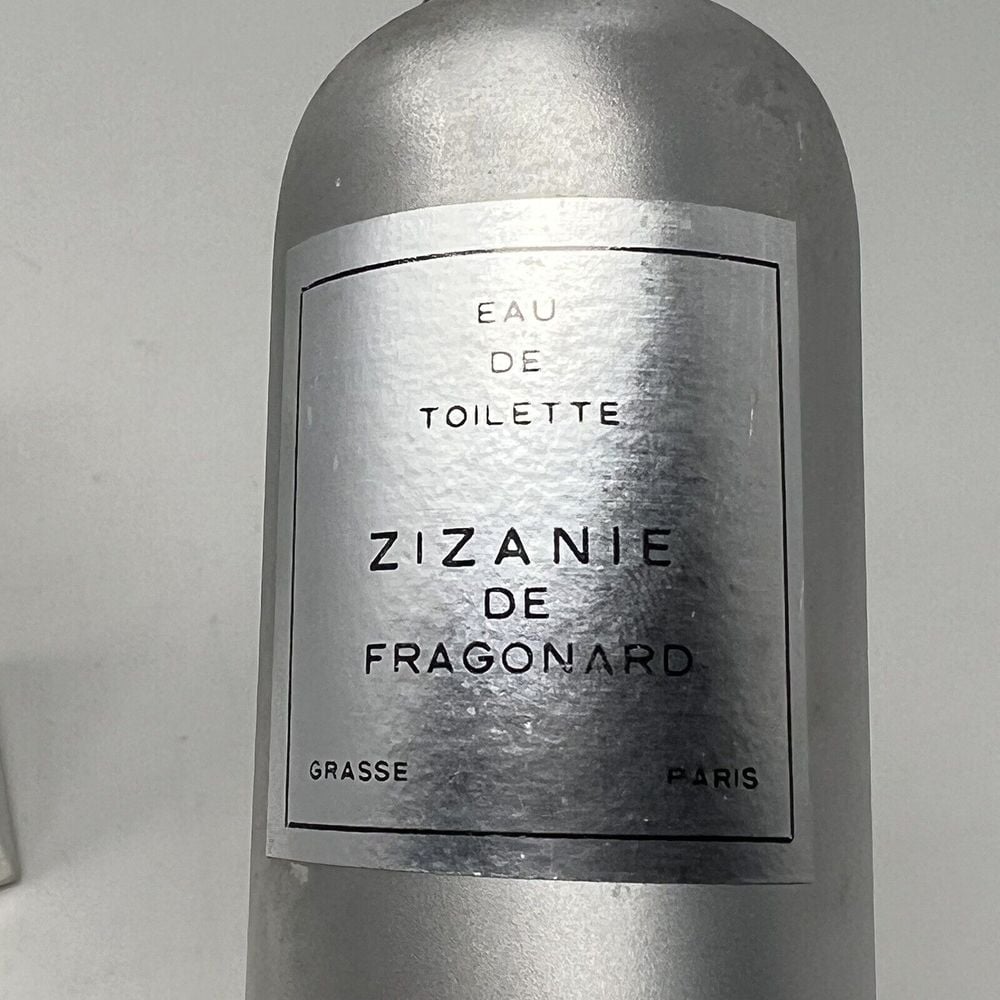 EAU
DE
TOILETTE
ZIZANIE
DE
FRAGONARD
GRASSE PARIS